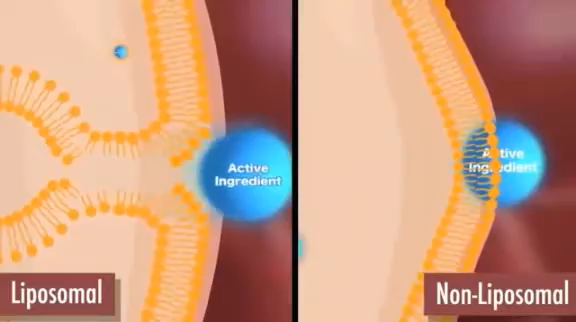 Active
Ingredient
Active
Ingredient
Liposomal
Non-Liposomal